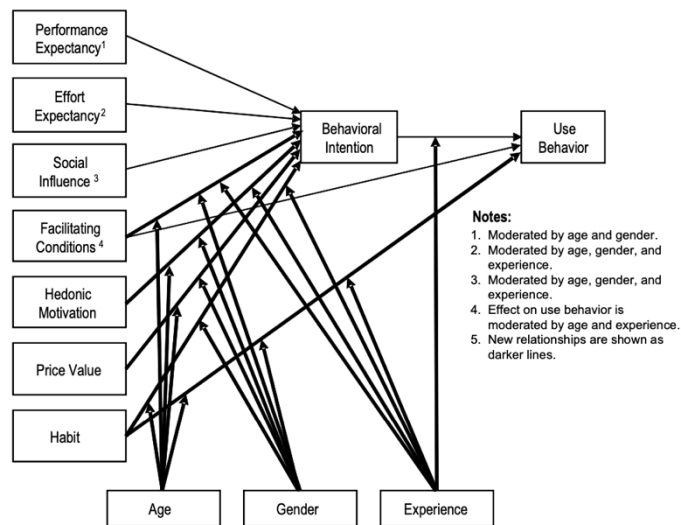 Performance
Expectancy1
Effort
Expectancy2
Social
Influence 3
Facilitating
Conditions 4
Hedonic
Motivation
Price Value
Habit
Behavioral
Intention
Use
Behavior
Notes:
1. Moderated by age and gender.
2. Moderated by age, gender, and
experience.
3. Moderated by age, gender, and
experience.
4. Effect on use behavior is
moderated by age and experience.
5. New relationships are shown as
darker lines.
Age
Gender
Experience